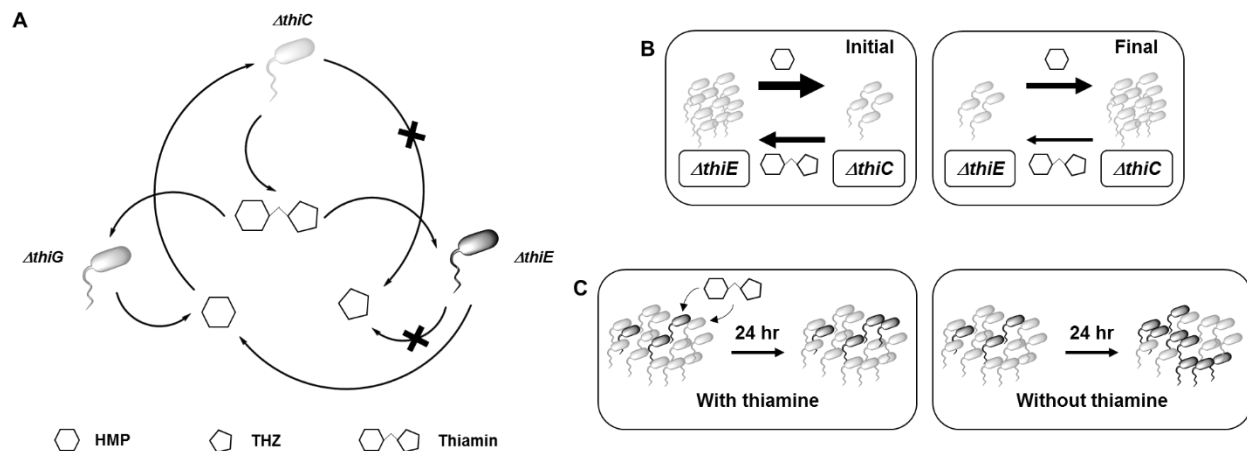 A
ΔthiC
ΔthiG
ΔthiE
HMP
THZ
Thiamin
B
Initial
ΔthiE
ΔthiC
Final
ΔthiE
ΔthiC
C
24 hr
With thiamine
24 hr
Without thiamine